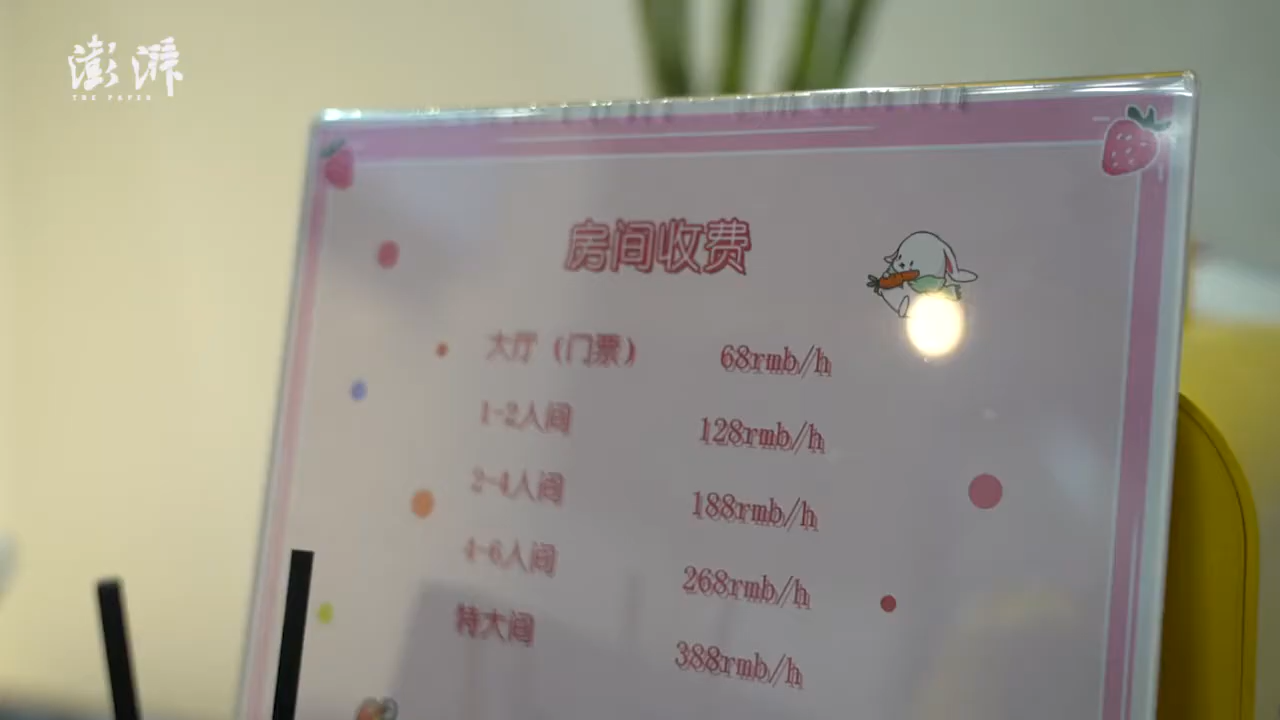 澎湃
THE PAPER
房间收费
大厅（门票） 68rmb/h
1-2人间 128rmb/h
2-4人间 188rmb/h
4-6人间 268rmb/h
特大间 388rmb/h